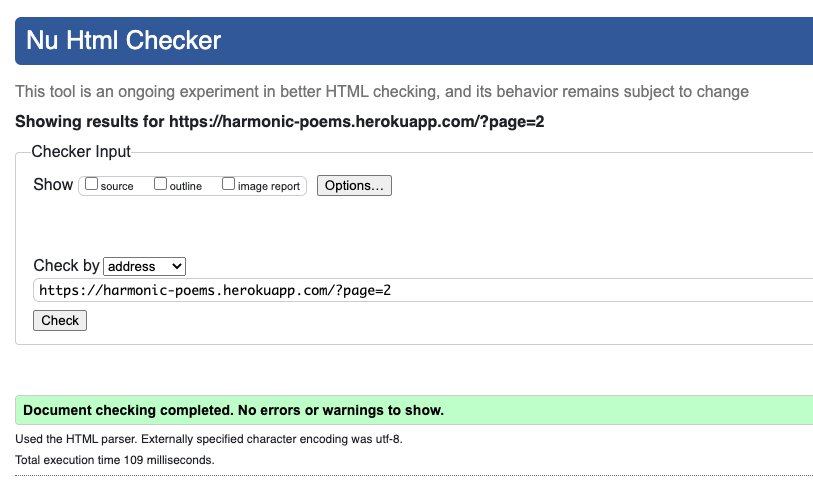 Nu Html Checker
This tool is an ongoing experiment in better HTML checking, and its behavior remains subject to change
Showing results for https://harmonic-poems.herokuapp.com/?page=2
Checker Input
Show source outline image report Options...
Check by address
https://harmonic-poems.herokuapp.com/?page=2
Check
Document checking completed. No errors or warnings to show.
Used the HTML parser. Externally specified character encoding was utf-8.
Total execution time 109 milliseconds.